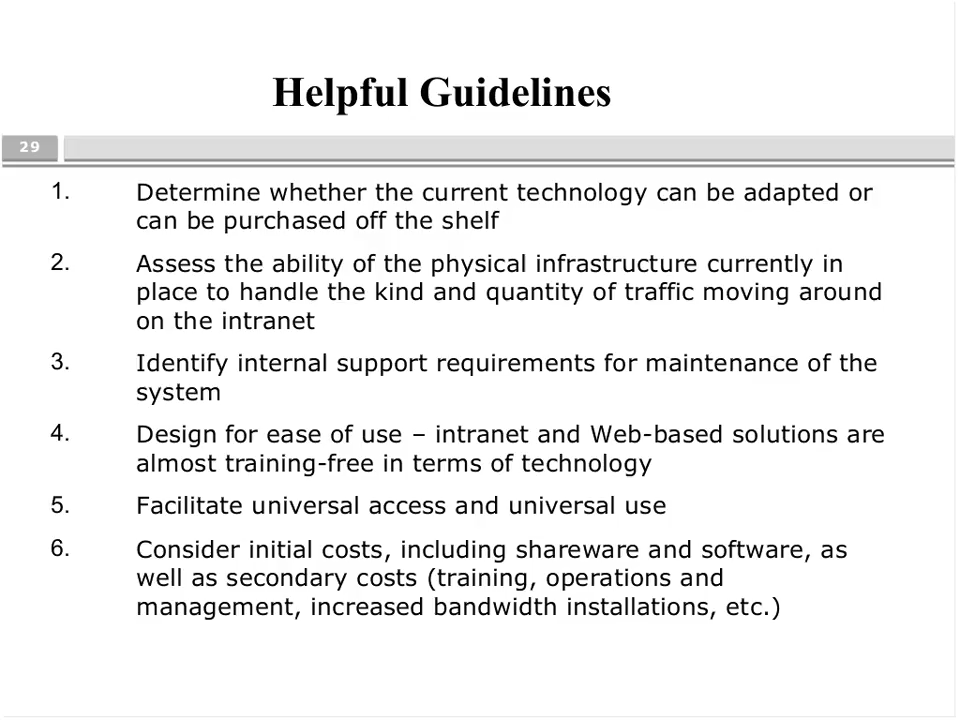 Helpful Guidelines
29
1. Determine whether the current technology can be adapted or
can be purchased off the shelf
2. Assess the ability of the physical infrastructure currently in
place to handle the kind and quantity of traffic moving around
on the intranet
3. Identify internal support requirements for maintenance of the
system
4. Design for ease of use – intranet and Web-based solutions are
almost training-free in terms of technology
5. Facilitate universal access and universal use
6. Consider initial costs, including shareware and software, as
well as secondary costs (training, operations and
management, increased bandwidth installations, etc.)